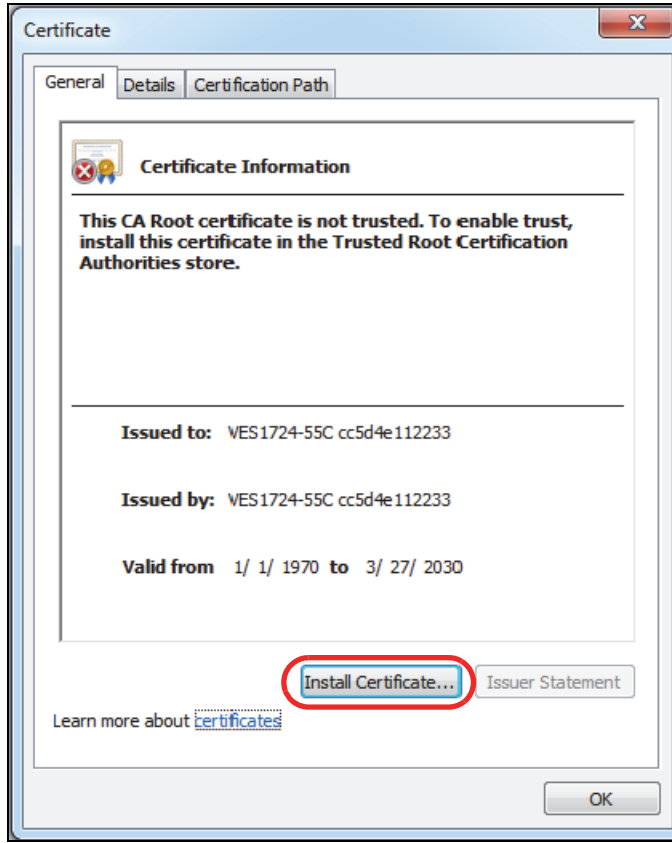 Certificate
General Details Certification Path
Certificate Information
This CA Root certificate is not trusted. To enable trust,
install this certificate in the Trusted Root Certification
Authorities store.
Issued to: VES1724-55C cc5d4e112233
Issued by: VES1724-55C cc5d4e112233
Valid from 1/ 1/ 1970 to 3/ 27/ 2030
Install Certificate... Issuer Statement
Learn more about certificates
OK